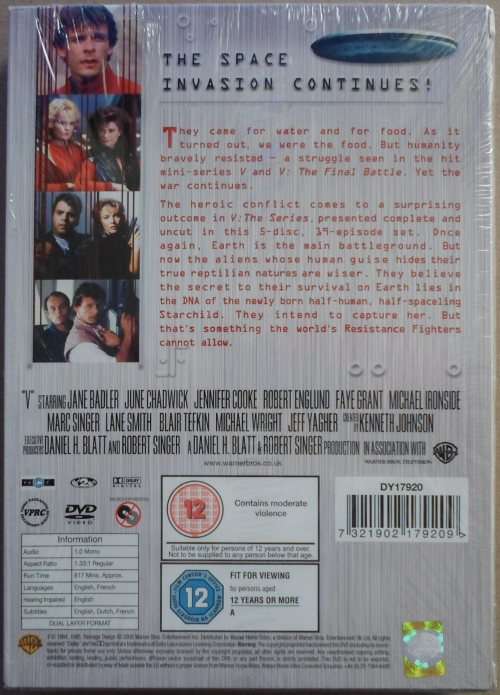 THE SPACE
INVASION CONTINUES!
They came for water and for food. As it
turned out, we were the food. But humanity
bravely resisted – a struggle seen in the hit
mini-series V and V: The Final Battle. Yet the
war continues.
The heroic conflict comes to a surprising
outcome in V: The Series, presented complete and
uncut in this 5-disc, 19-episode set. Once
again, Earth is the main battleground. But
now the aliens whose human guise hides their
true reptilian natures are wiser. They believe
the secret to their survival on Earth lies in
the DNA of the newly born half-human, half-spaceling
Starchild. They intend to capture her. But
that's something the world's Resistance Fighters
cannot allow.
"V" STARRING JANE BADLER JUNE CHADWICK JENNIFER COOKE ROBERT ENGLUND FAYE GRANT MICHAEL IRONSIDE
MARC SINGER LANE SMITH BLAIR TEFKIN MICHAEL WRIGHT JEFF YAGHER CREATED BY KENNETH JOHNSON
EXECUTIVE PRODUCERS DANIEL H. BLATT AND ROBERT SINGER A DANIEL H. BLATT & ROBERT SINGER PRODUCTION IN ASSOCIATION WITH
WARNER BROS. TELEVISION
www.warnerbros.co.uk
DOLBY DIGITAL
VPRC
DVD
VIDEO
Information
Audio 1.0 Mono
Aspect Ratio 1.33:1 Regular
Run Time 817 Mins. Approx.
Languages English, French
Hearing Impaired English
Subtitles English, Dutch, French
DUAL LAYER FORMAT
12
Contains moderate
violence
Suitable only for persons of 12 years and over.
Not to be supplied to any person below that age.
12
FIT FOR VIEWING
by persons aged
12 YEARS OR MORE
A
DY17920
7 321902 179209